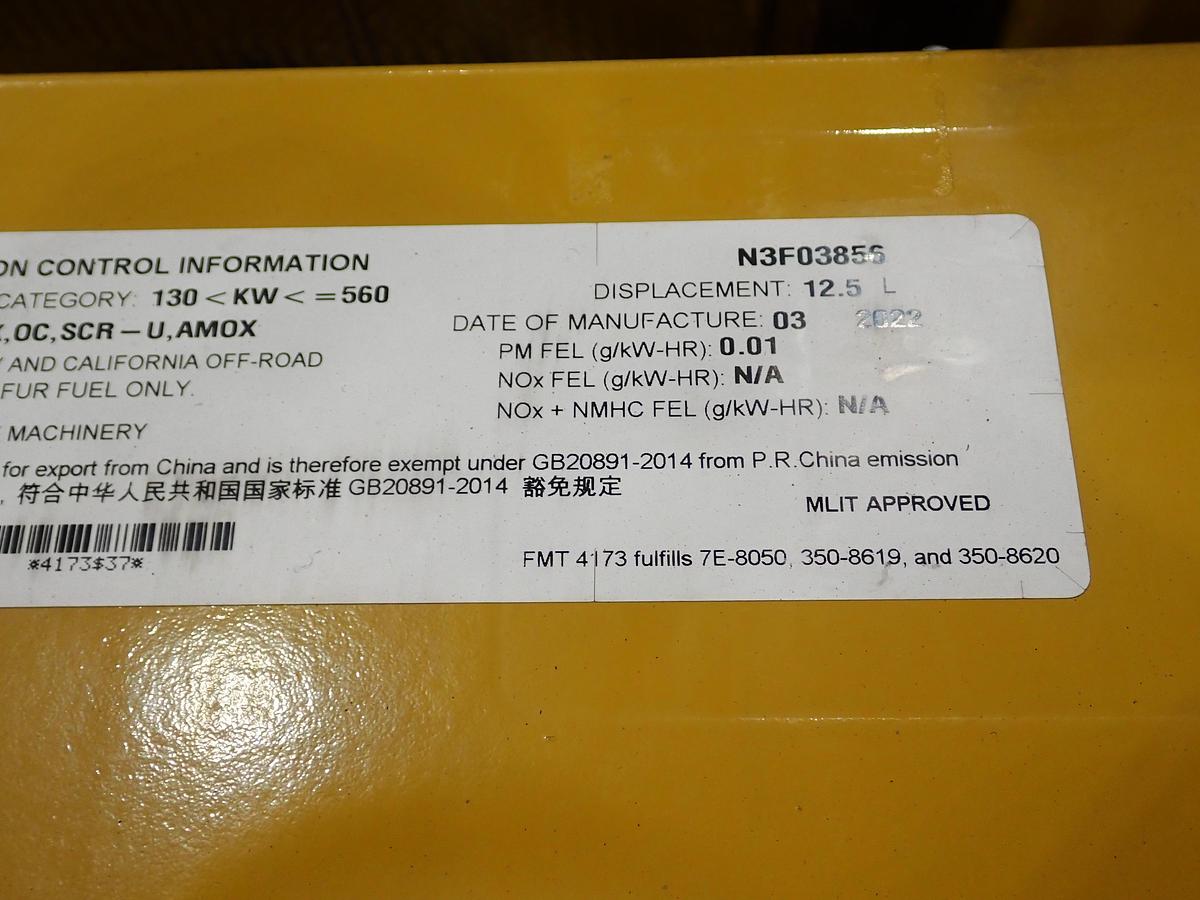 ON CONTROL INFORMATION
CATEGORY: 130 < KW < = 560
,OC, SCR – U, AMOX
AND CALIFORNIA OFF-ROAD
FUR FUEL ONLY.
MACHINERY
N3F03856
DISPLACEMENT: 12.5 L
DATE OF MANUFACTURE: 03 2022
PM FEL (g/kW-HR): 0.01
NOx FEL (g/kW-HR): N/A
NOx + NMHC FEL (g/kW-HR): N/A
for export from China and is therefore exempt under GB20891-2014 from P.R.China emission
, 符合中华人民共和国国家标准 GB20891-2014 豁免规定
MLIT APPROVED
*4173$37*
FMT 4173 fulfills 7E-8050, 350-8619, and 350-8620